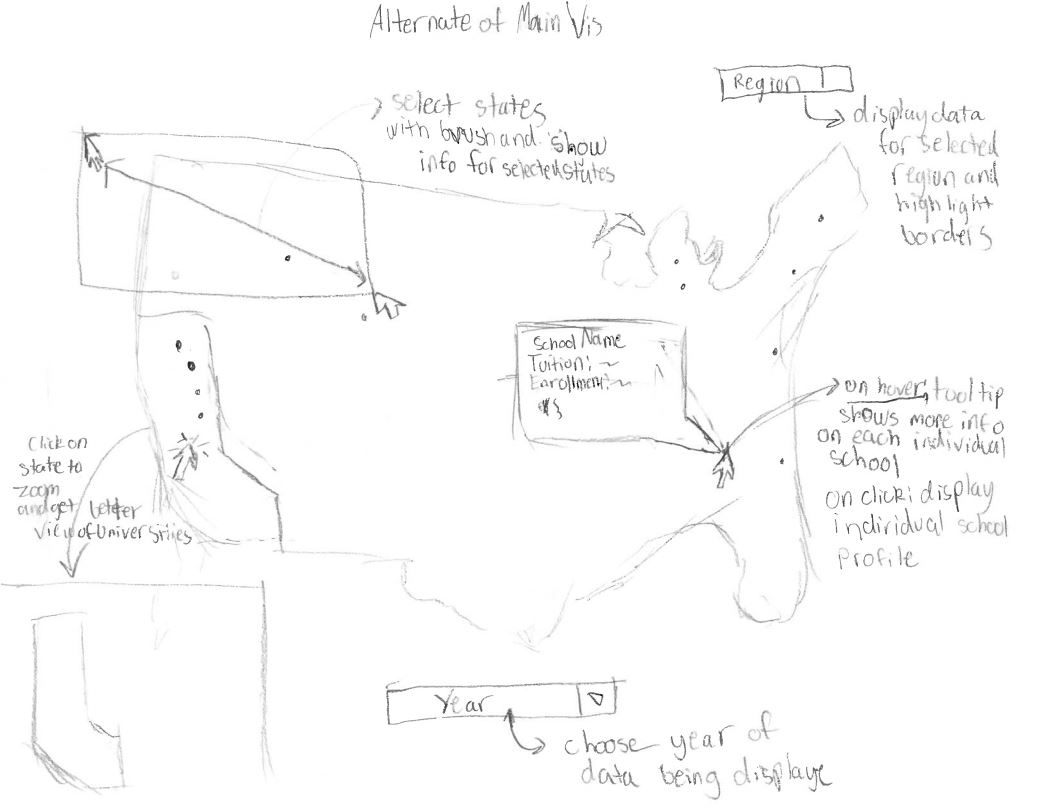 Alternate of Main Vis
Region
select states
with brush and show
info for selected states
display data
for selected
region and
highlight
borders
School Name
Tuition: ~
Enrollment: ~
on hover, tooltip
shows more info
on each individual
school
on click: display
individual school
profile
Click on
state to
zoom
and get better
view of Universities
Year
choose year of
data being displaye